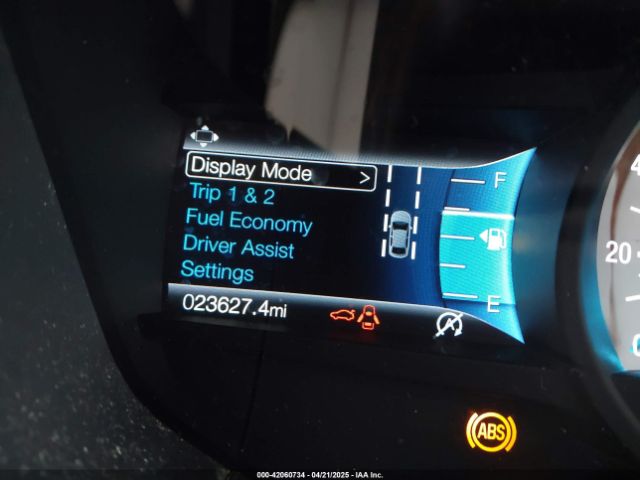 Display Mode >
Trip 1 & 2
Fuel Economy
Driver Assist
Settings
023627.4mi
F
E
20
ABS
000-42060734 - 04/21/2025 - IAA Inc.